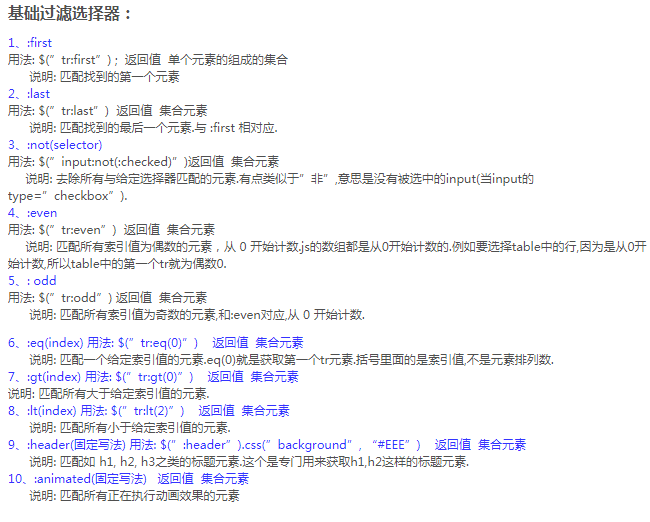 基础过滤选择器：
1、:first
用法: $(”tr:first”) ;  返回值  单个元素的组成的集合
说明: 匹配找到的第一个元素
2、:last
用法: $(”tr:last”)  返回值  集合元素
说明: 匹配找到的最后一个元素.与 :first 相对应.
3、:not(selector)
用法: $(”input:not(:checked)”)返回值  集合元素
说明: 去除所有与给定选择器匹配的元素.有点类似于”非”,意思是没有被选中的input(当input的
type=”checkbox”).
4、:even
用法: $(”tr:even”)  返回值  集合元素
说明: 匹配所有索引值为偶数的元素，从 0 开始计数.js的数组都是从0开始计数的.例如要选择table中的行,因为是从0开
始计数,所以table中的第一个tr就为偶数0.
5、: odd
用法: $(”tr:odd”) 返回值  集合元素
说明: 匹配所有索引值为奇数的元素,和:even对应,从 0 开始计数.
6、:eq(index) 用法: $(”tr:eq(0)”)    返回值  集合元素
说明: 匹配一个给定索引值的元素.eq(0)就是获取第一个tr元素.括号里面的是索引值,不是元素排列数.
7、:gt(index) 用法: $(”tr:gt(0)”)    返回值  集合元素
说明: 匹配所有大于给定索引值的元素.
8、:lt(index) 用法: $(”tr:lt(2)”)    返回值  集合元素
说明: 匹配所有小于给定索引值的元素.
9、:header(固定写法) 用法: $(”:header”).css(”background”, “#EEE”)    返回值  集合元素
说明: 匹配如 h1, h2, h3之类的标题元素.这个是专门用来获取h1,h2这样的标题元素.
10、:animated(固定写法)   返回值  集合元素
说明: 匹配所有正在执行动画效果的元素